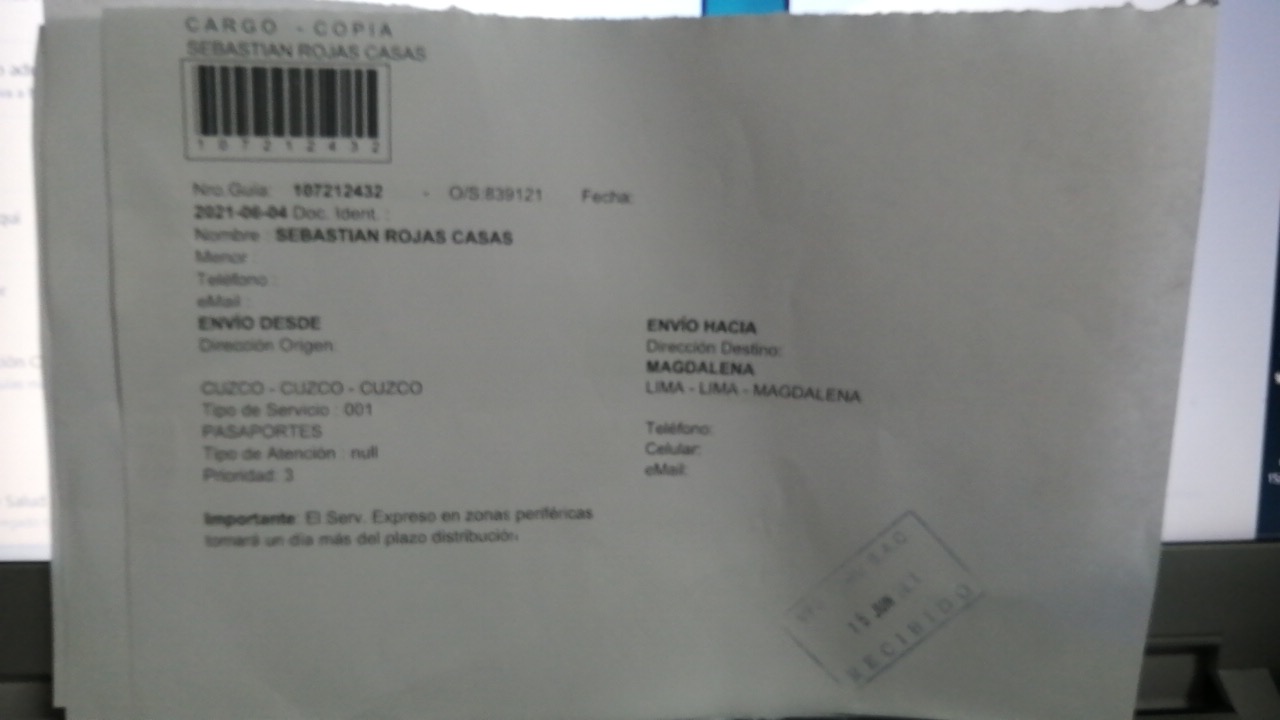 CARGO - COPIA
SEBASTIAN ROJAS CASAS
107212432
Nro.Guia: 107212432 - O/S:839121 Fecha:
2021-06-04 Doc. Ident. :
Nombre : SEBASTIAN ROJAS CASAS
Menor
Teléfono :
eMail :
ENVÍO DESDE
Dirección Origen:
CUZCO - CUZCO - CUZCO
Tipo de Servicio : 001
PASAPORTES
Tipo de Atención : null
Prioridad: 3
ENVÍO HACIA
Dirección Destino:
MAGDALENA
LIMA - LIMA - MAGDALENA
Teléfono:
Celular:
eMail:
Importante: El Serv. Expreso en zonas periféricas
tomará un día más del plazo distribución
S.A.C
15 JUN
RECIBIDO